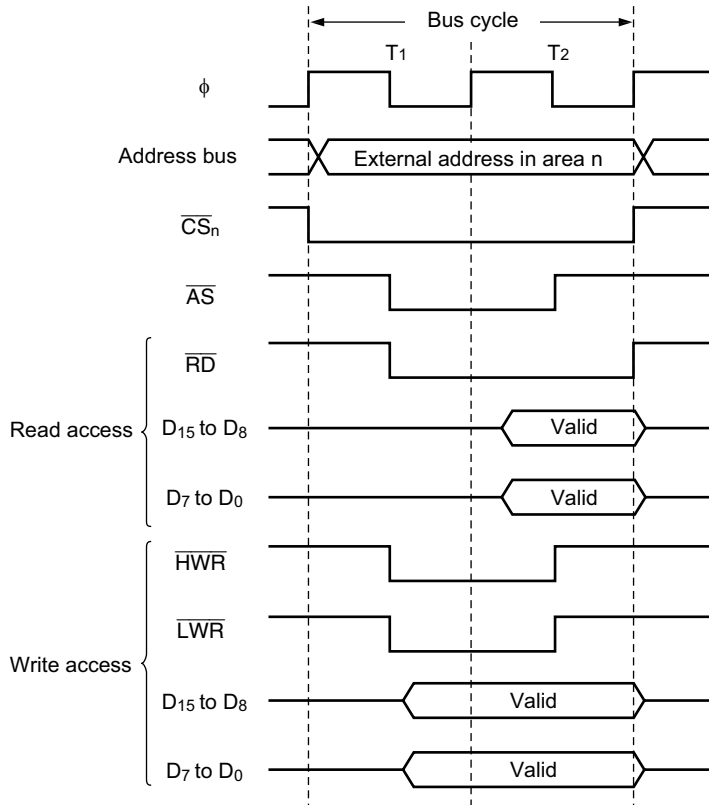 Bus cycle
T1 T2
ϕ
Address bus External address in area n
CSn
AS
RD
Read access
D15 to D8 Valid
D7 to D0 Valid
HWR
LWR
Write access
D15 to D8 Valid
D7 to D0 Valid